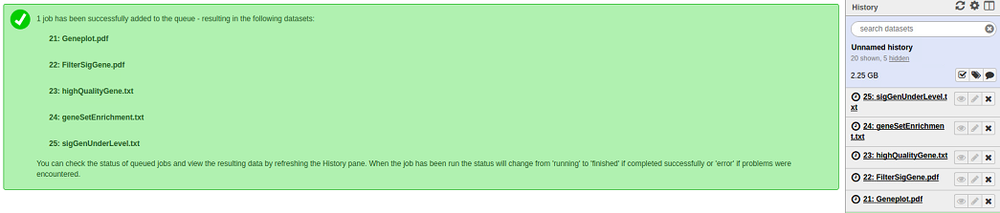 1 job has been successfully added to the queue - resulting in the following datasets:
21: Geneplot.pdf
22: FilterSigGene.pdf
23: highQualityGene.txt
24: geneSetEnrichment.txt
25: sigGenUnderLevel.txt
You can check the status of queued jobs and view the resulting data by refreshing the History pane. When the job has been run the status will change from 'running' to 'finished' if completed successfully or 'error' if problems were
encountered.
History
search datasets
Unnamed history
20 shown, 5 hidden
2.25 GB
25: sigGenUnderLevel.t
xt
24: geneSetEnrichmen
t.txt
23: highQualityGene.txt
22: FilterSigGene.pdf
21: Geneplot.pdf